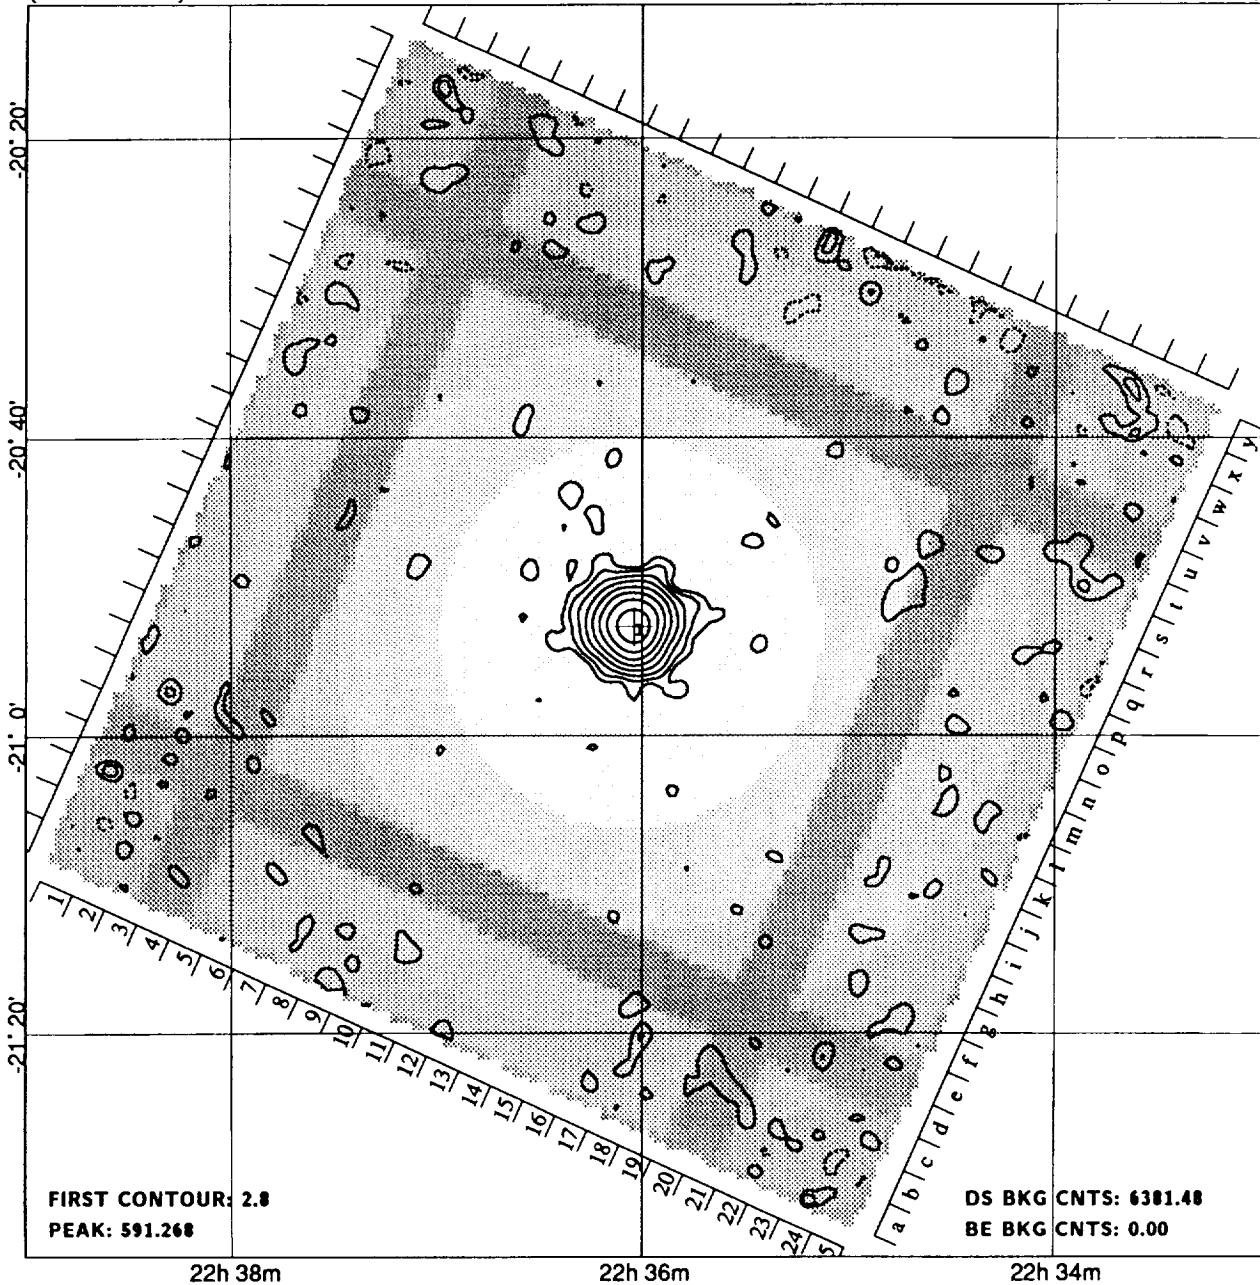 -20° 20'
-20° 40'
-21° 0'
-21° 20'
1 2 3 4 5 6 7 8 9 10 11 12 13 14 15 16 17 18 19 20 21 22 23 24 5
a b c d e f g h i j k l m n o p q r s t u v w x y
FIRST CONTOUR: 2.8
PEAK: 591.268
DS BKG CNTS: 6381.48
BE BKG CNTS: 0.00
22h 38m
22h 36m
22h 34m